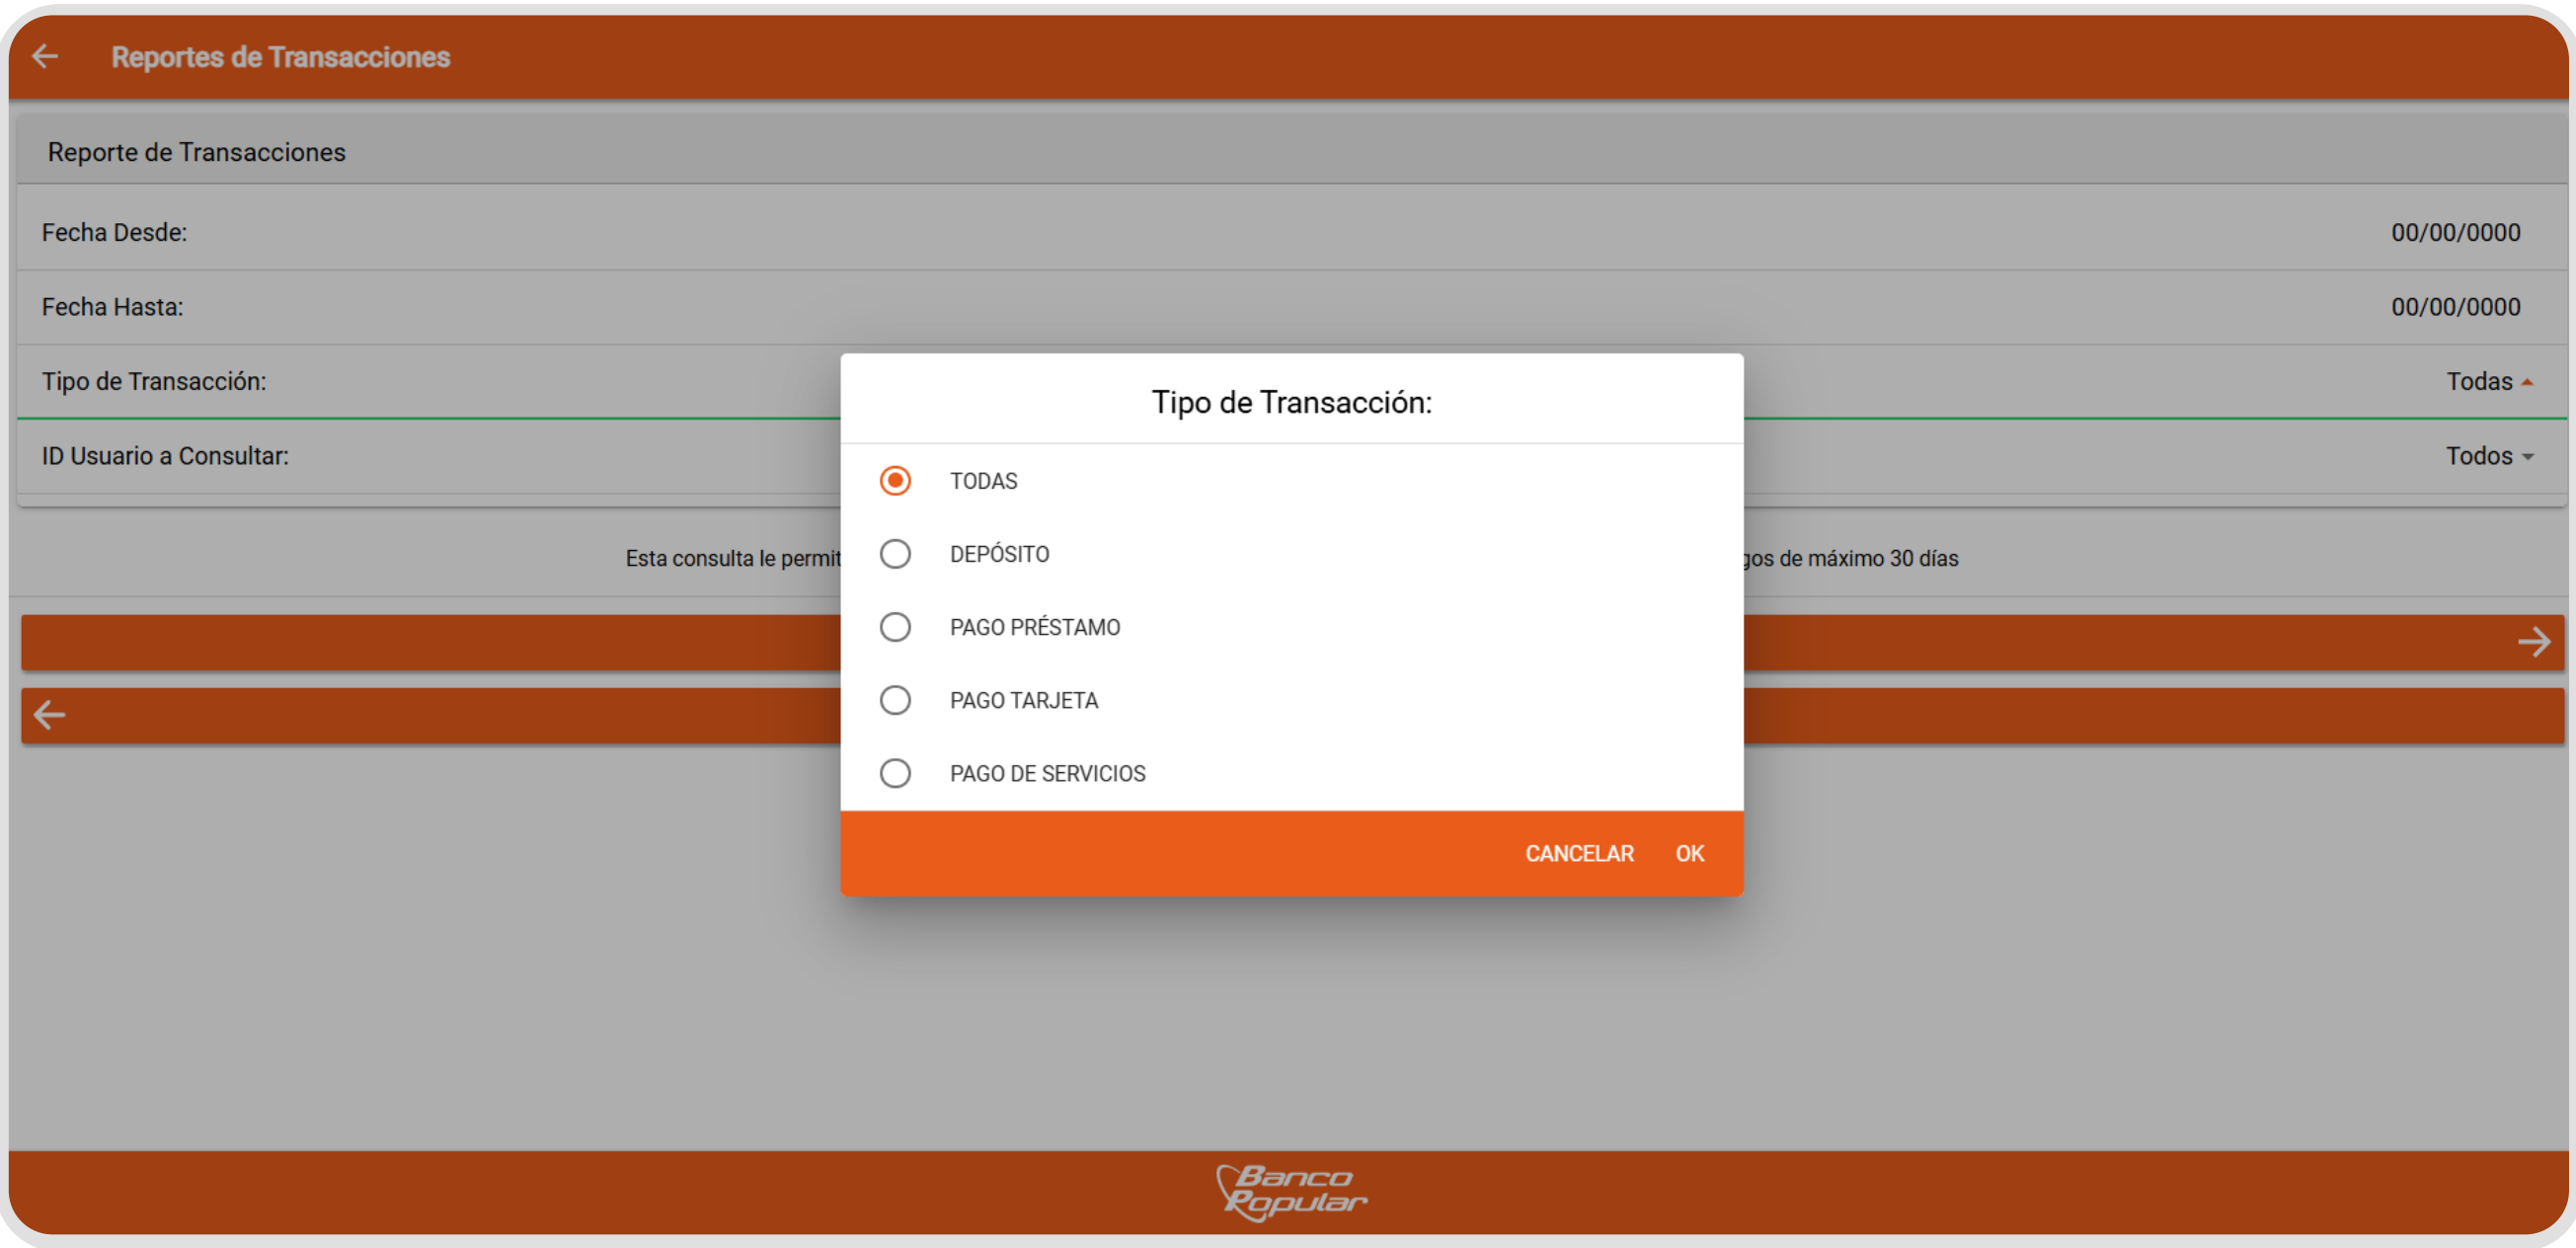 Reportes de Transacciones
Reporte de Transacciones
Fecha Desde: 00/00/0000
Fecha Hasta: 00/00/0000
Tipo de Transacción: Todas
ID Usuario a Consultar: Todos
Esta consulta le permit
de máximo 30 días
Tipo de Transacción:
TODAS
DEPÓSITO
PAGO PRÉSTAMO
PAGO TARJETA
PAGO DE SERVICIOS
CANCELAR OK
Banco
Popular